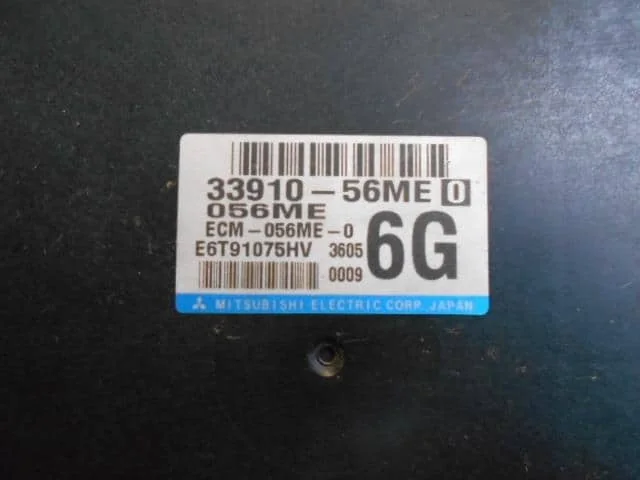 33910-56ME 0
056ME
ECM-056ME-0
E6T91075HV 3605
6G
0009
MITSUBISHI ELECTRIC CORP. JAPAN